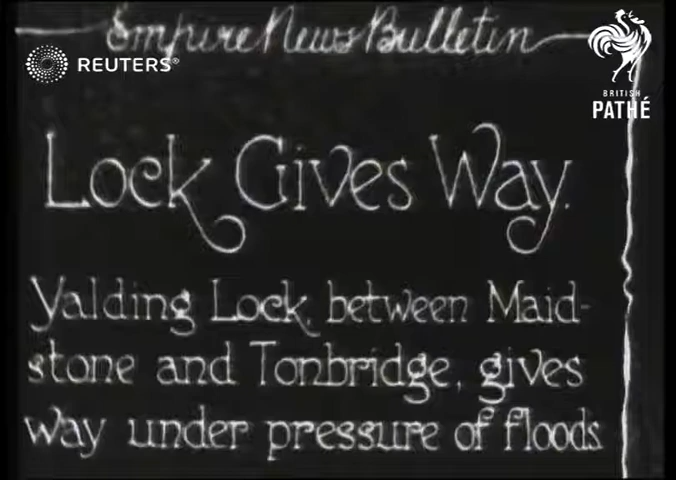 Empire News Bulletin
REUTERS®
BRITISH
PATHÉ
Lock Gives Way.
Yalding Lock, between Maid-
stone and Tonbridge, gives
way under pressure of floods